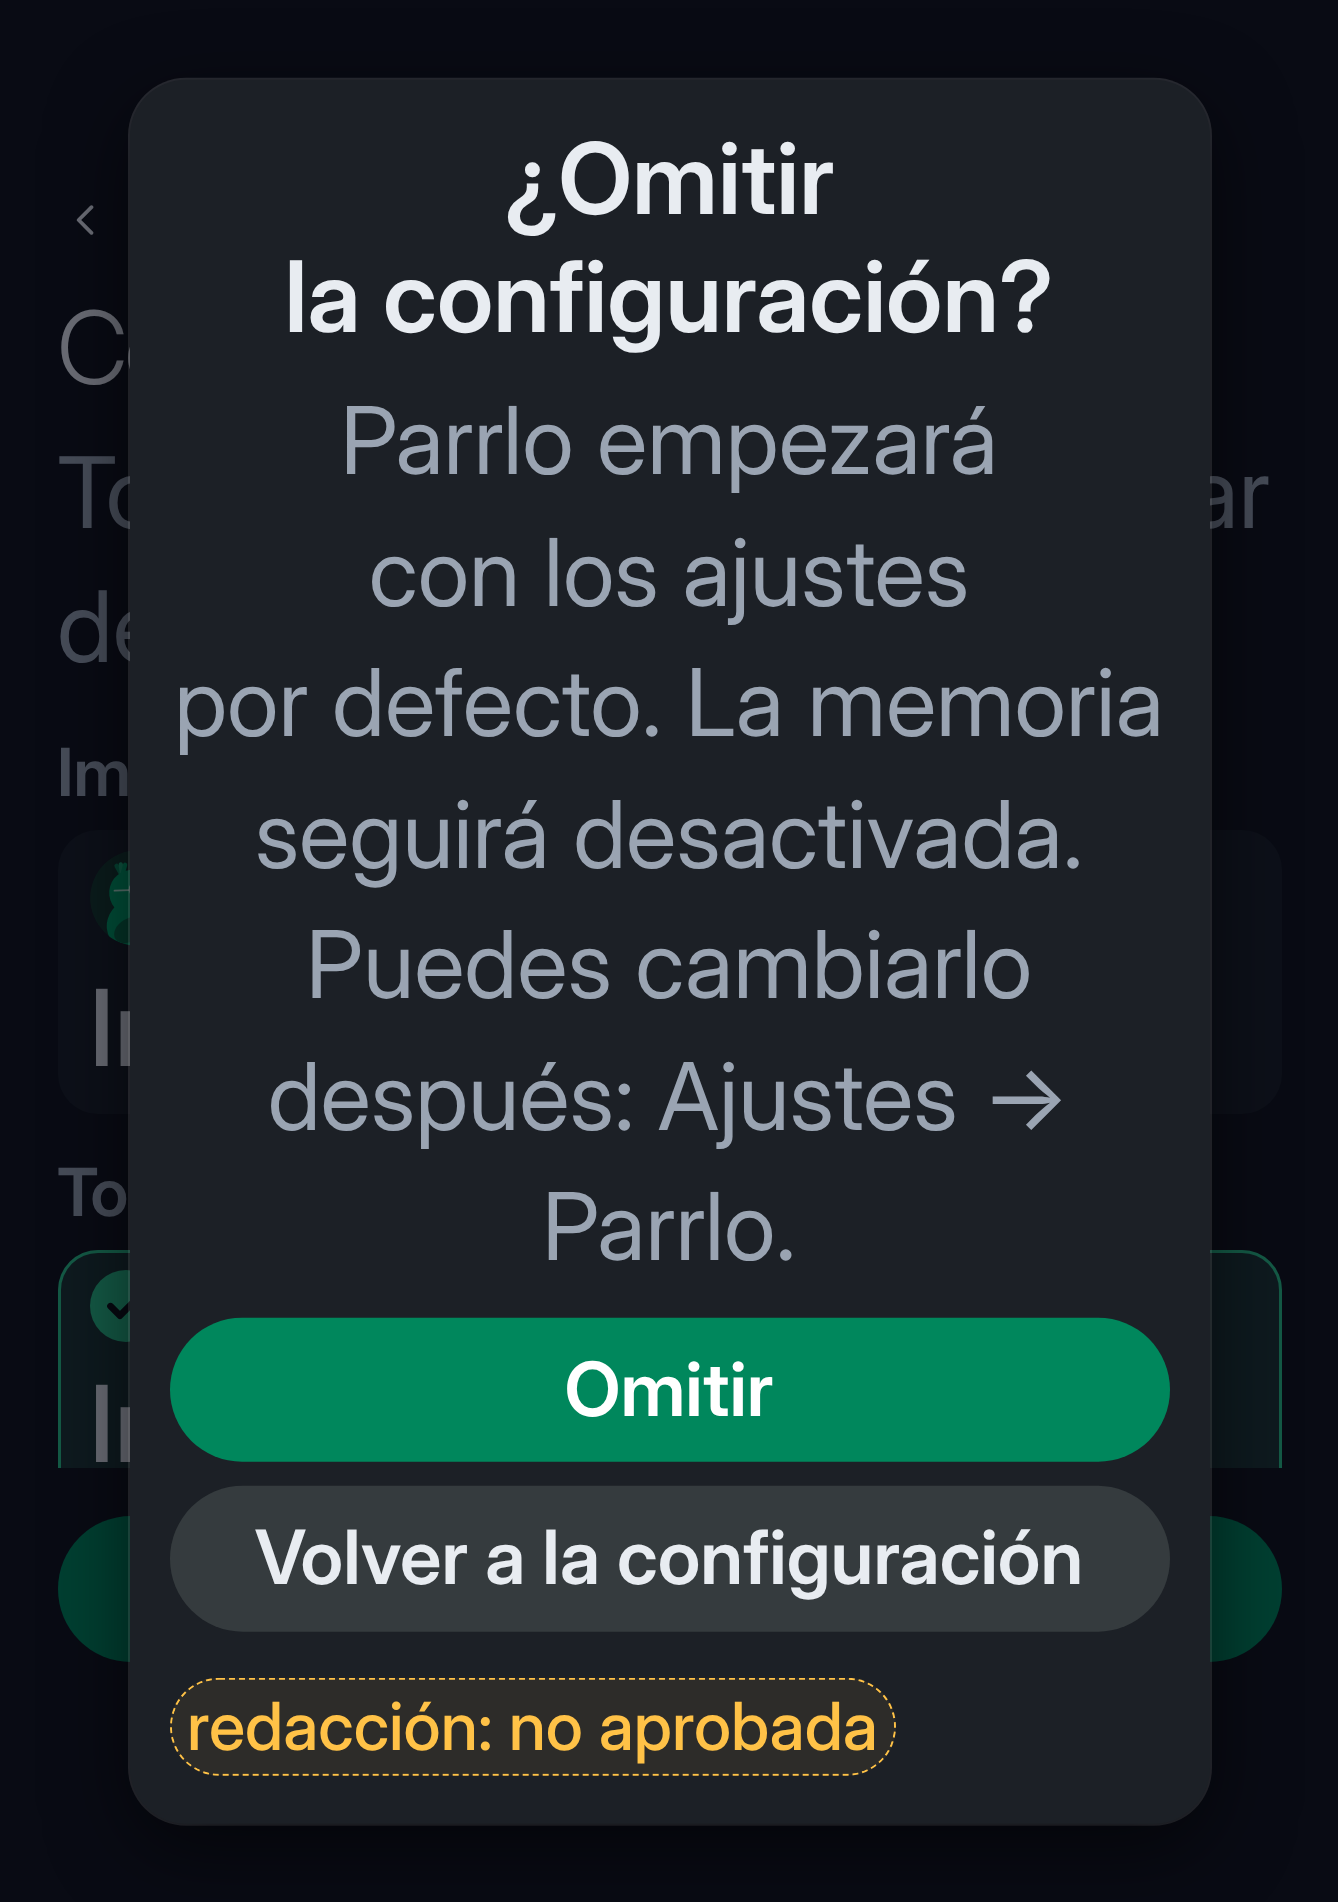 ¿Omitir
la configuración?
Parrlo empezará
con los ajustes
por defecto. La memoria
seguirá desactivada.
Puedes cambiarlo
después: Ajustes →
Parrlo.
Omitir
Volver a la configuración
redacción: no aprobada